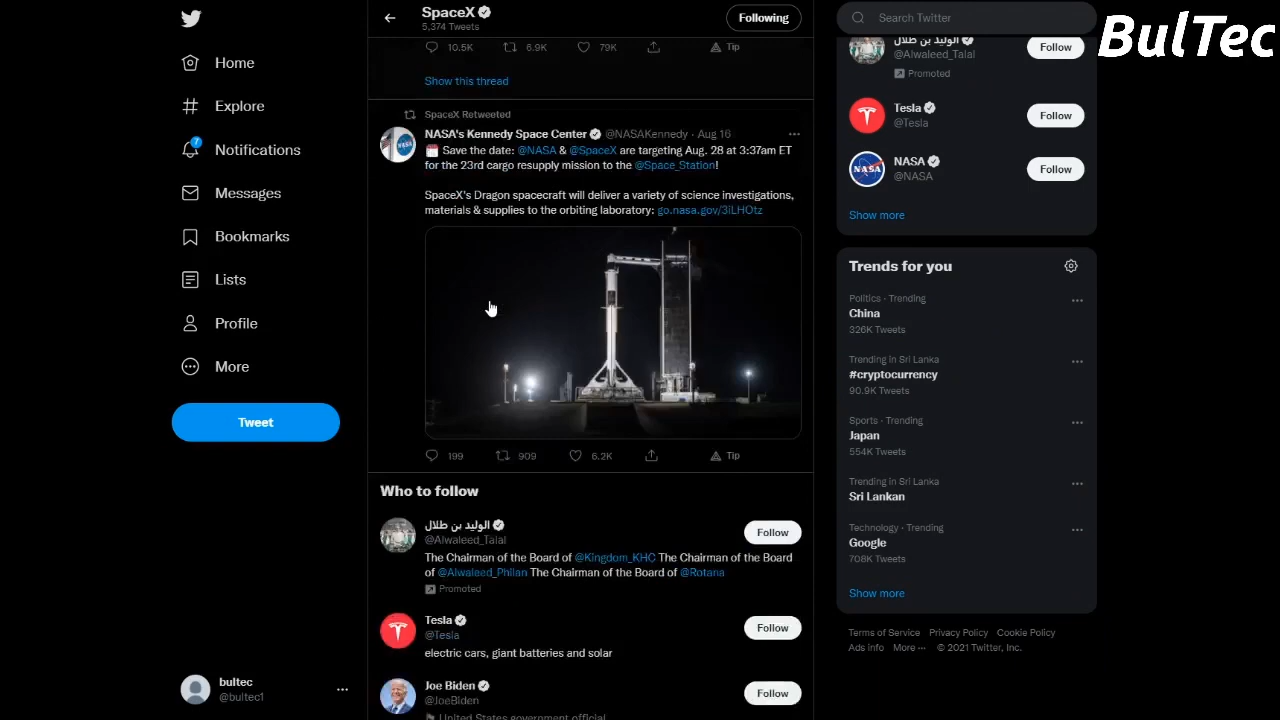 Home
Explore
7
Notifications
Messages
Bookmarks
Lists
Profile
More
Tweet
bultec
@bultec1
SpaceX
5,374 Tweets
Following
10.5K 6.9K 79K Tip
Show this thread
SpaceX Retweeted
NASA's Kennedy Space Center @NASAKennedy · Aug 16
Save the date: @NASA & @SpaceX are targeting Aug. 28 at 3:37am ET
for the 23rd cargo resupply mission to the @Space_Station!
SpaceX's Dragon spacecraft will deliver a variety of science investigations,
materials & supplies to the orbiting laboratory: go.nasa.gov/3iLHOtz
199 909 6.2K Tip
Who to follow
الوليد بن طلال
@Alwaleed_Talal
Follow
The Chairman of the Board of @Kingdom_KHC The Chairman of the Board
of @Alwaleed_Philan The Chairman of the Board of @Rotana
Promoted
Tesla
@Tesla
Follow
electric cars, giant batteries and solar
Joe Biden
@JoeBiden
Follow
United States government official
Search Twitter
BulTec
الوليد بن طلال
@Alwaleed_Talal
Follow
Promoted
Tesla
@Tesla
Follow
NASA
NASA
@NASA
Follow
Show more
Trends for you
Politics · Trending
China
326K Tweets
Trending in Sri Lanka
#cryptocurrency
90.9K Tweets
Sports · Trending
Japan
554K Tweets
Trending in Sri Lanka
Sri Lankan
Technology · Trending
Google
708K Tweets
Show more
Terms of Service Privacy Policy Cookie Policy
Ads info More ··· © 2021 Twitter, Inc.